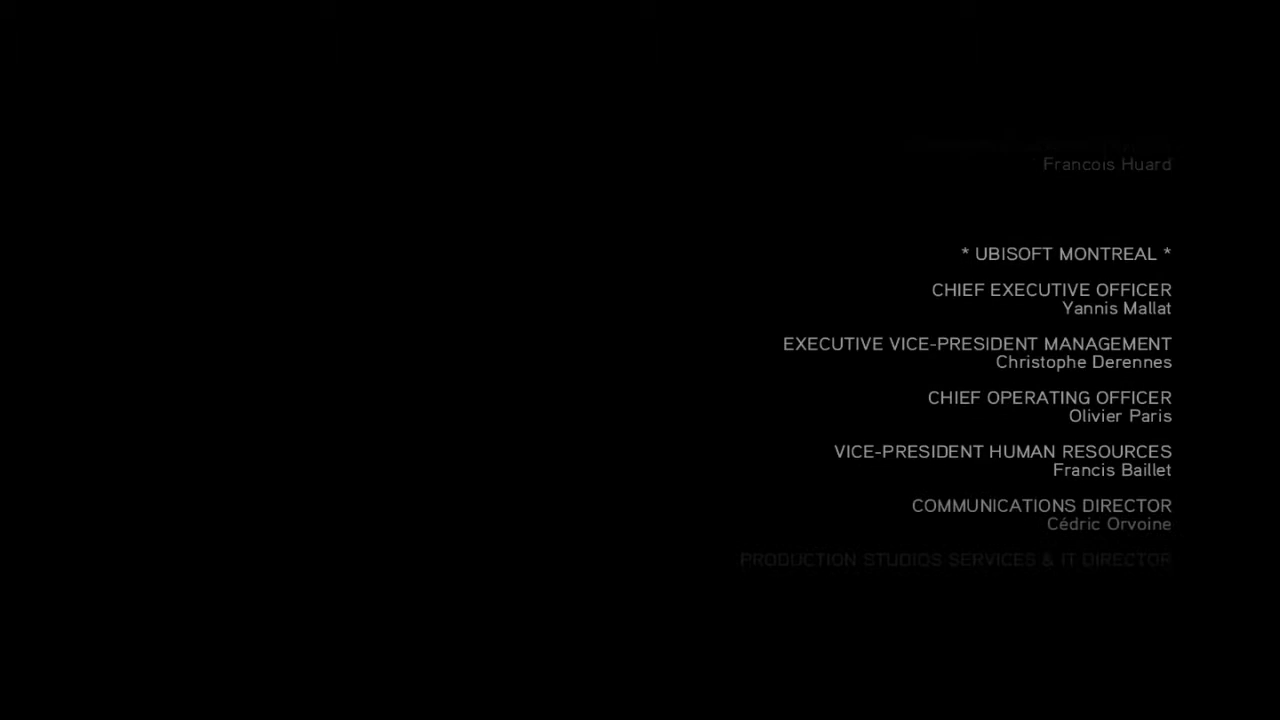 Francois Huard
* UBISOFT MONTREAL *
CHIEF EXECUTIVE OFFICER
Yannis Mallat
EXECUTIVE VICE-PRESIDENT MANAGEMENT
Christophe Derennes
CHIEF OPERATING OFFICER
Olivier Paris
VICE-PRESIDENT HUMAN RESOURCES
Francis Baillet
COMMUNICATIONS DIRECTOR
Cédric Orvoine
PRODUCTION STUDIOS SERVICES & IT DIRECTOR